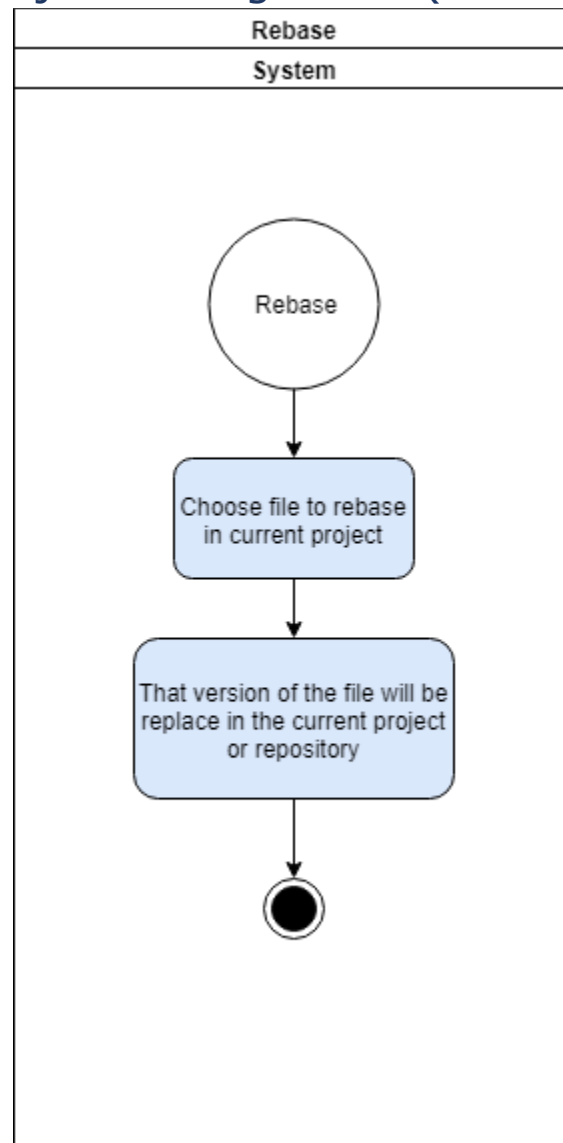 Rebase
System
Rebase
Choose file to rebase
in current project
That version of the file will be
replace in the current project
or repository